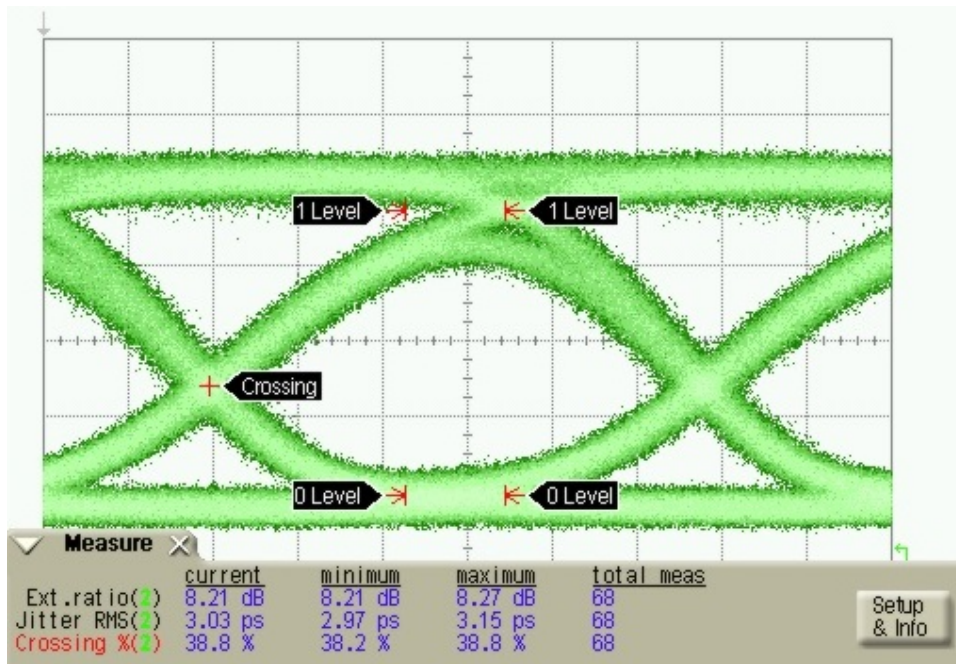 1 Level 1 Level
Crossing
0 Level 0 Level
Measure
current minimum maximum total meas
Ext.ratio(2) 8.21 dB 8.21 dB 8.27 dB 68
Jitter RMS(2) 3.03 ps 2.97 ps 3.15 ps 68
Crossing %(2) 38.8 % 38.2 % 38.8 % 68
Setup
& Info